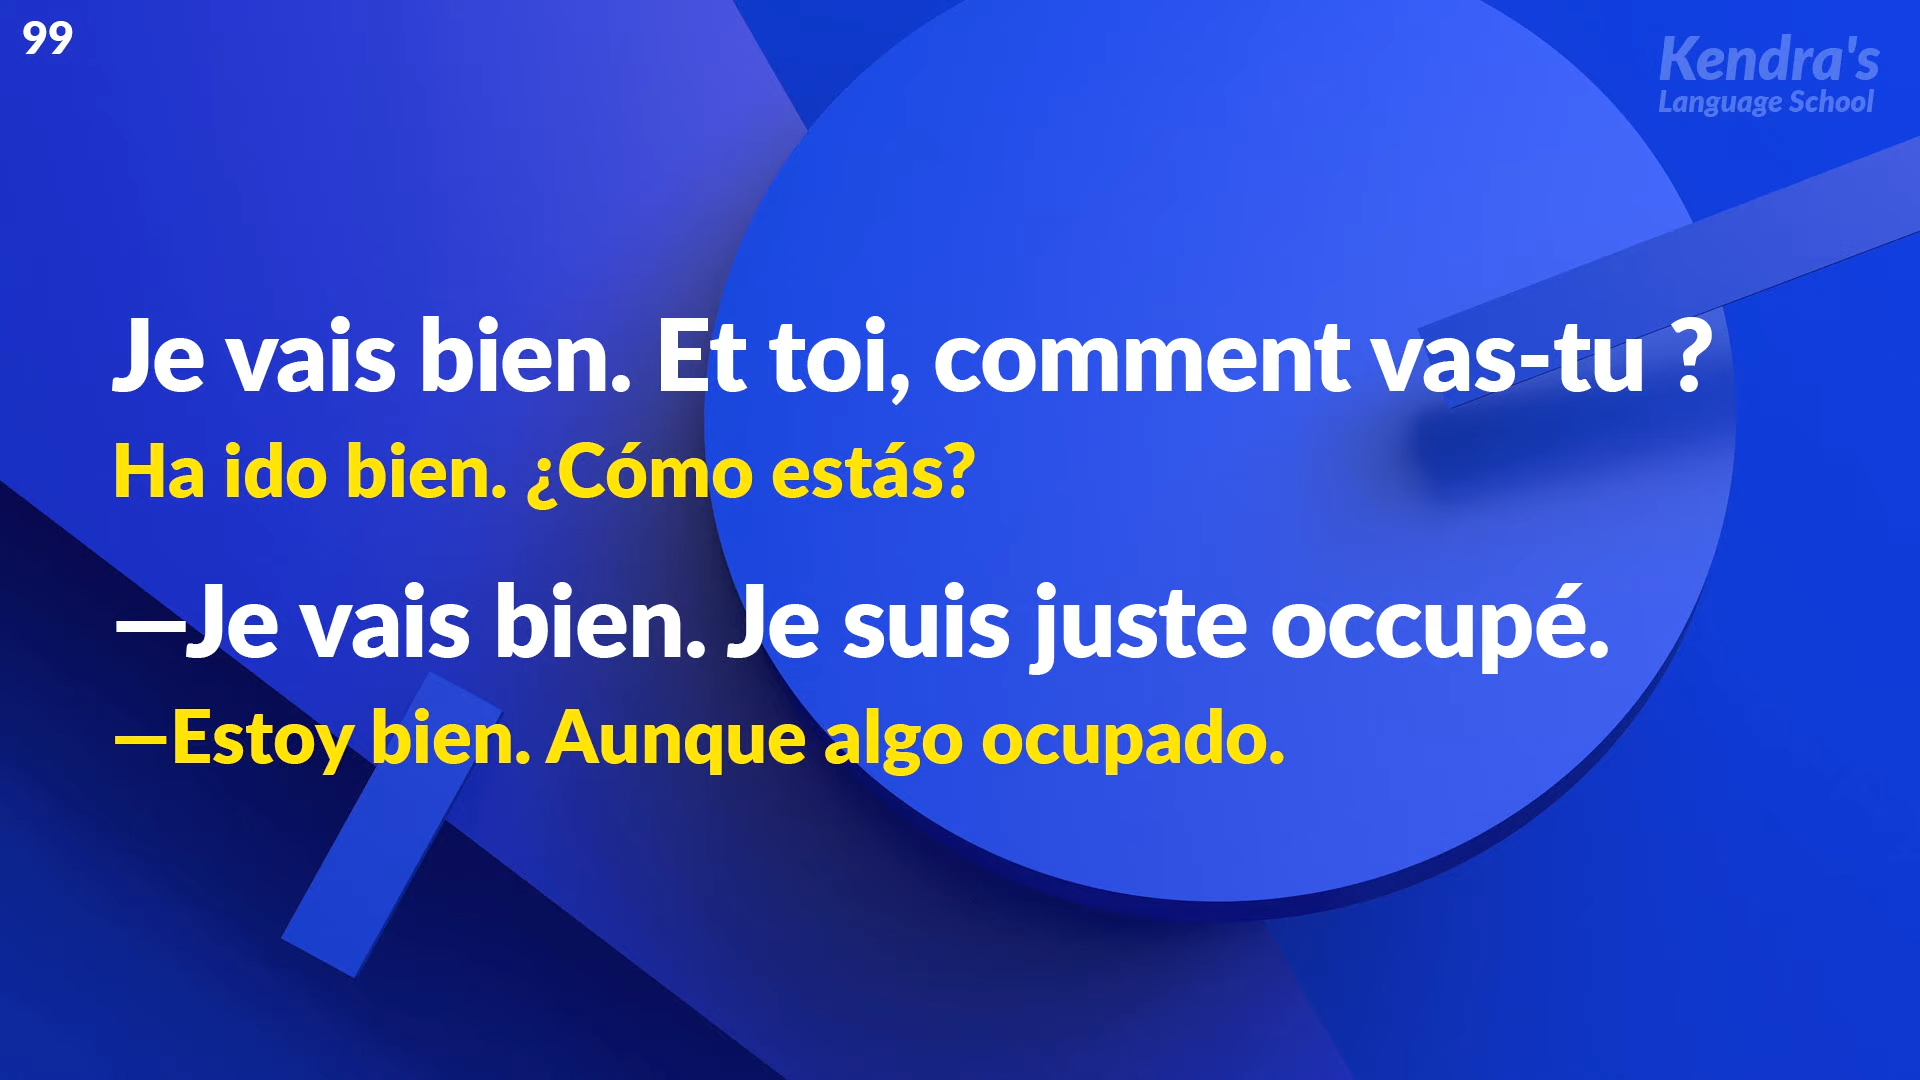 99
Kendra's
Language School
Je vais bien. Et toi, comment vas-tu ?
Ha ido bien. ¿Cómo estás?
—Je vais bien. Je suis juste occupé.
—Estoy bien. Aunque algo ocupado.